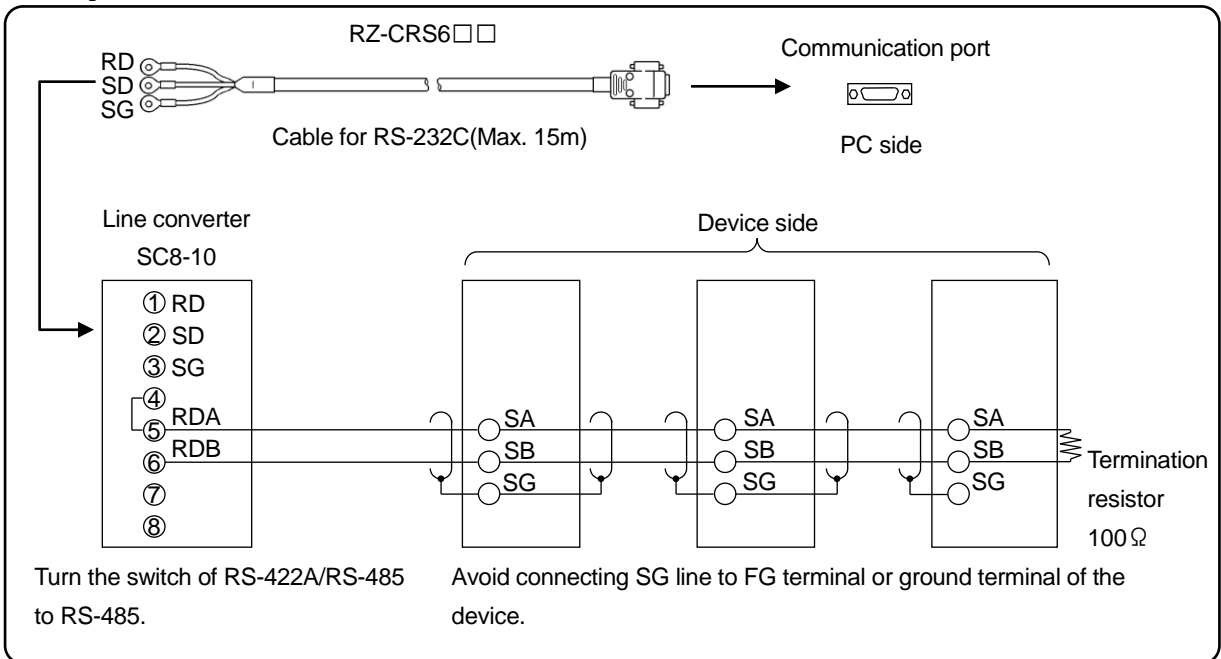 RZ-CRS6□□
RD
SD
SG
Cable for RS-232C(Max. 15m)
Communication port
PC side
Line converter
SC8-10
① RD
② SD
③ SG
④
⑤ RDA
⑥ RDB
⑦
⑧
Device side
SA
SB
SG
SA
SB
SG
SA
SB
SG
Termination
resistor
100Ω
Turn the switch of RS-422A/RS-485
to RS-485.
Avoid connecting SG line to FG terminal or ground terminal of the
device.